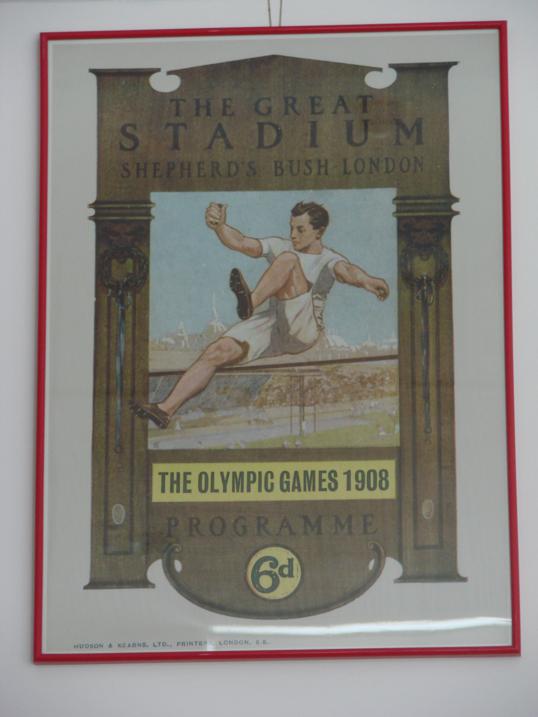 THE GREAT
STADIUM
SHEPHERD'S BUSH LONDON
THE OLYMPIC GAMES 1908
PROGRAMME
6d
HUDSON & KEARNS, LTD., PRINTERS, LONDON, S.E.